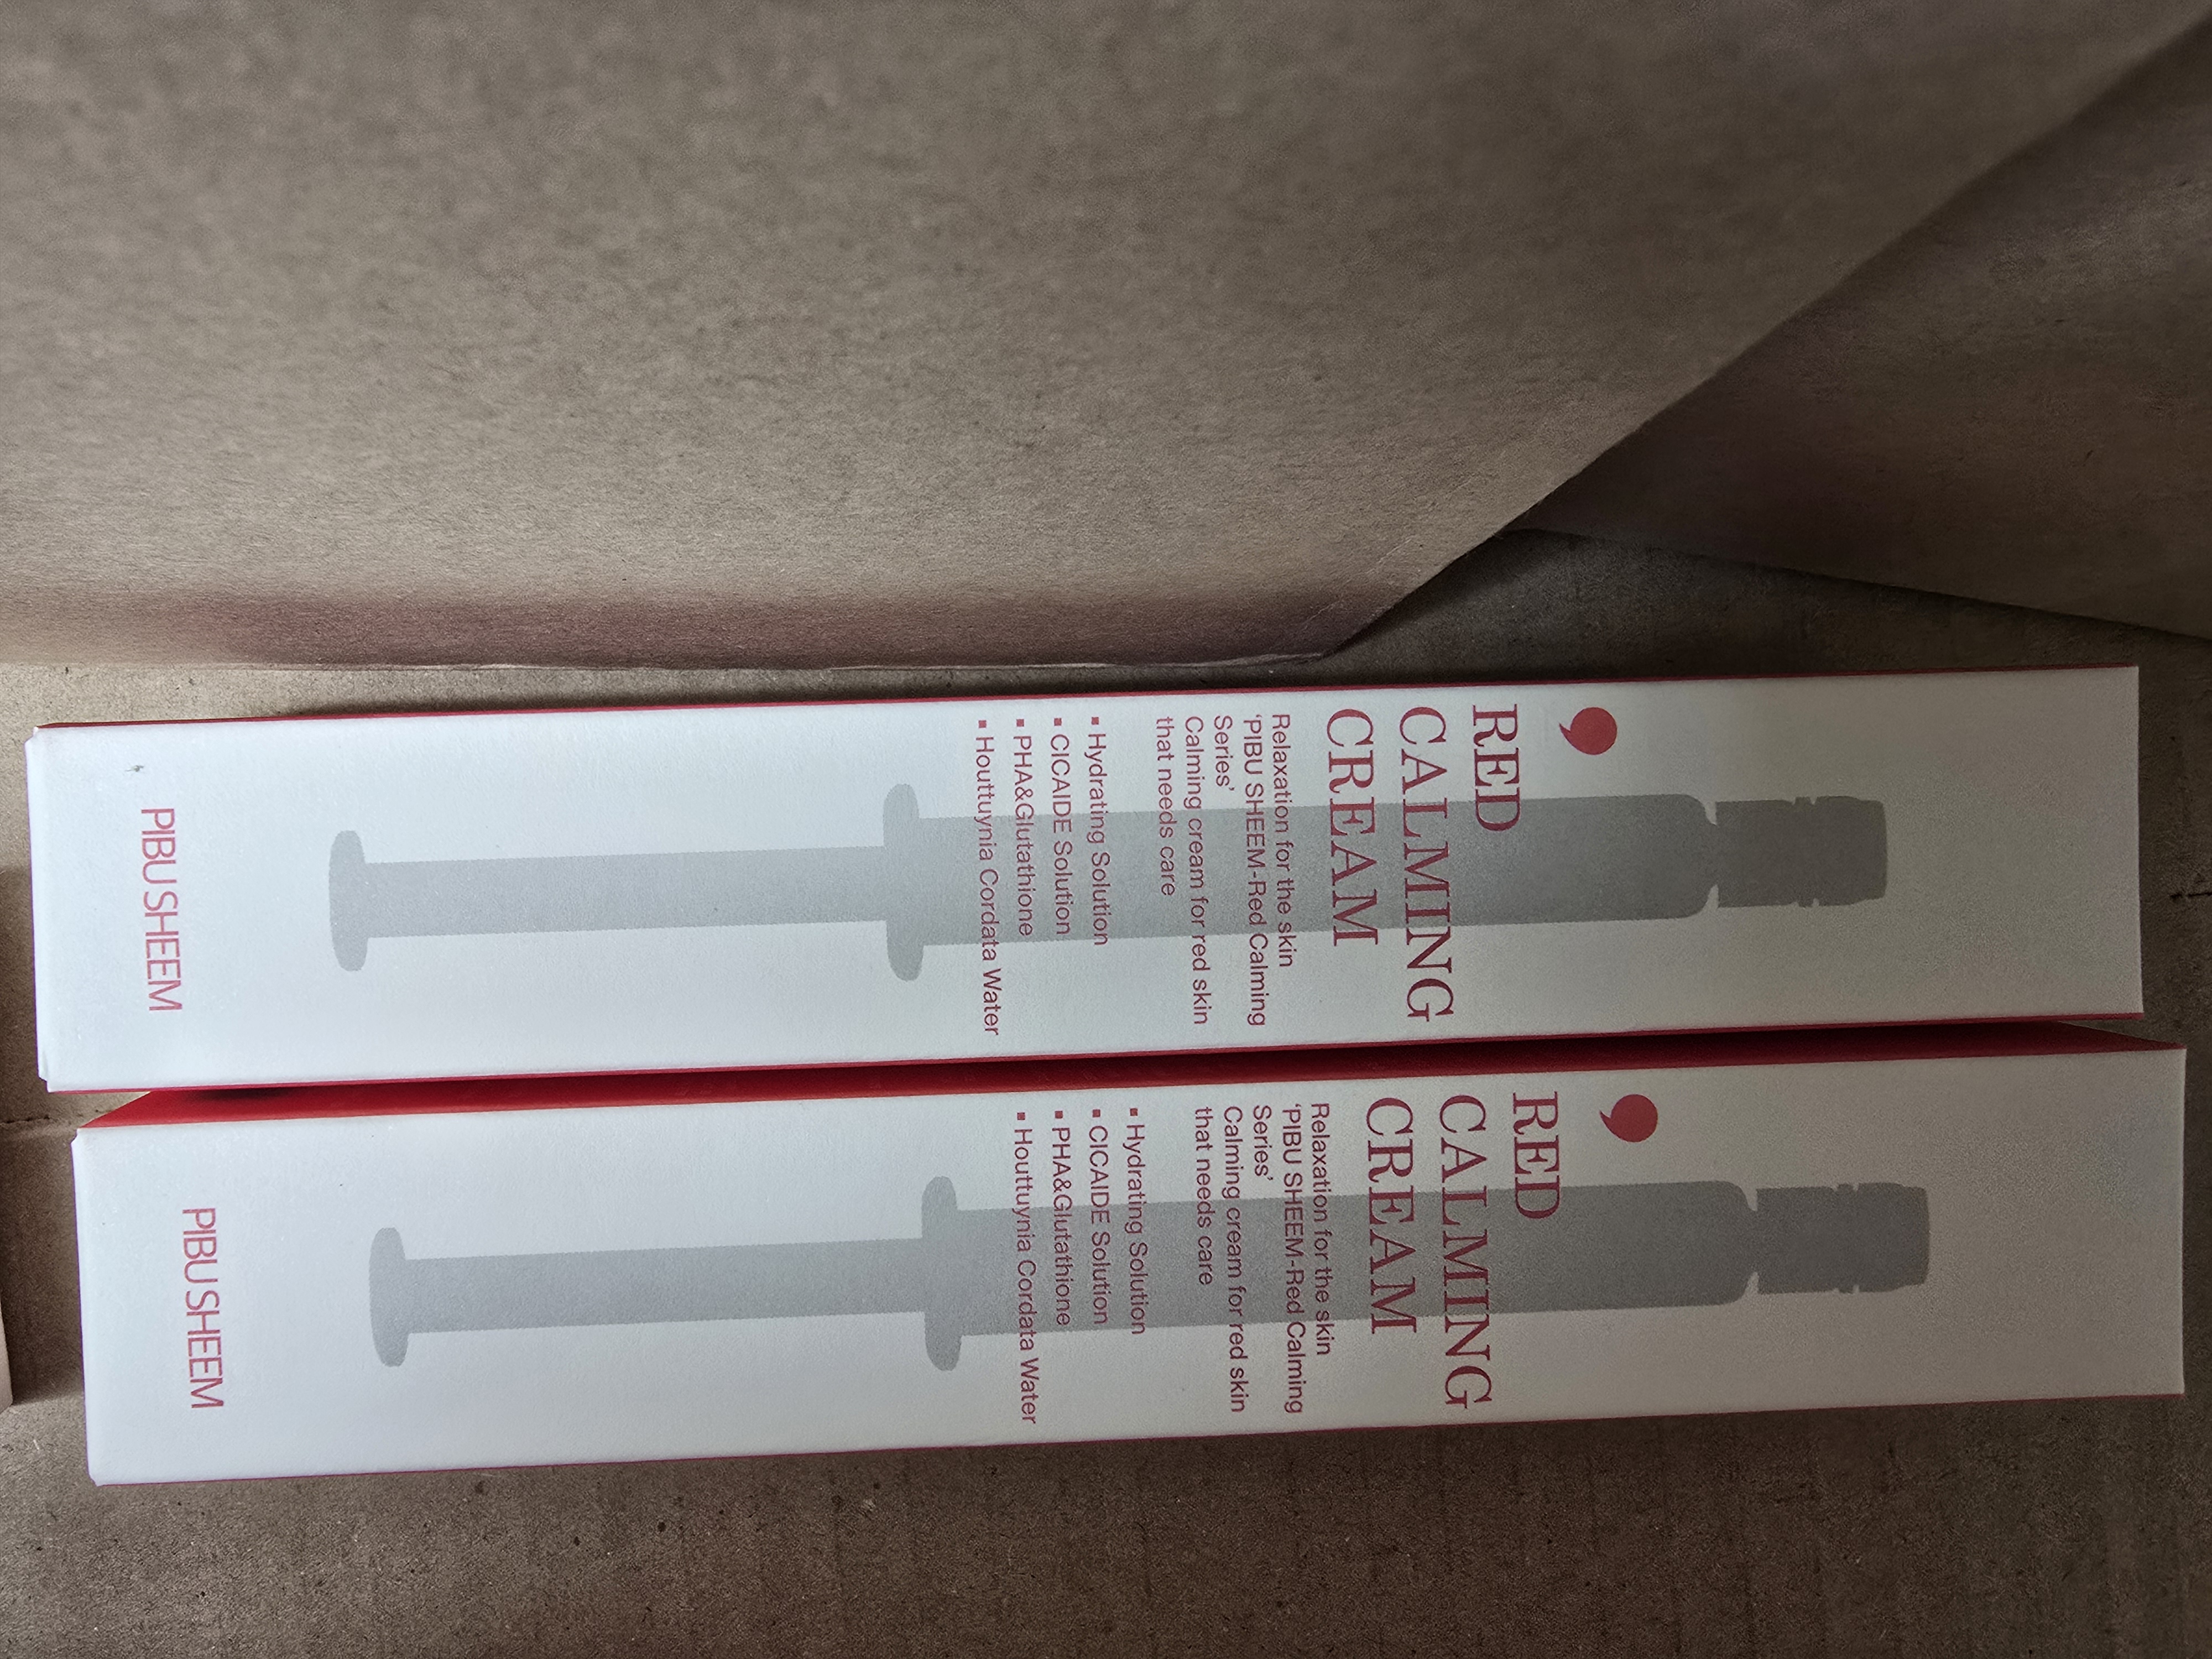 RED
CALMING
CREAM
Relaxation for the skin
'PIBU SHEEM-Red Calming
Series'
Calming cream for red skin
that needs care
▪ Hydrating Solution
▪ CICAIDE Solution
▪ PHA&Glutathione
▪ Houttuynia Cordata Water
PIBU SHEEM
RED
CALMING
CREAM
Relaxation for the skin
'PIBU SHEEM-Red Calming
Series'
Calming cream for red skin
that needs care
▪ Hydrating Solution
▪ CICAIDE Solution
▪ PHA&Glutathione
▪ Houttuynia Cordata Water
PIBU SHEEM